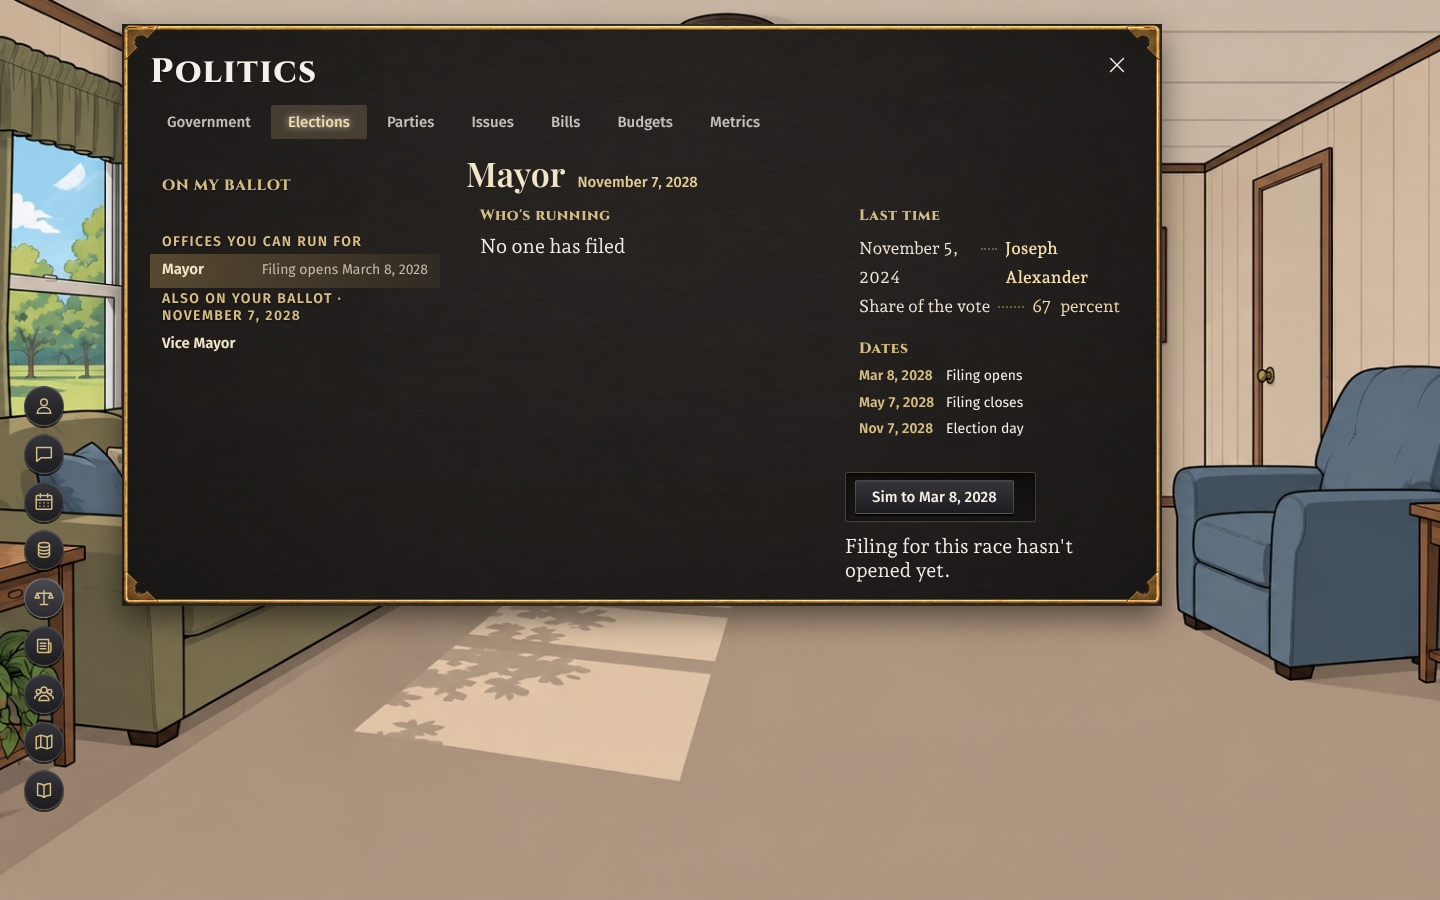 Politics
Government Elections Parties Issues Bills Budgets Metrics
On my ballot
OFFICES YOU CAN RUN FOR
Mayor Filing opens March 8, 2028
ALSO ON YOUR BALLOT ·
NOVEMBER 7, 2028
Vice Mayor
Mayor November 7, 2028
Who's running
No one has filed
Last time
November 5, 2024 ..... Joseph Alexander
Share of the vote ....... 67 percent
Dates
Mar 8, 2028 Filing opens
May 7, 2028 Filing closes
Nov 7, 2028 Election day
Sim to Mar 8, 2028
Filing for this race hasn't
opened yet.